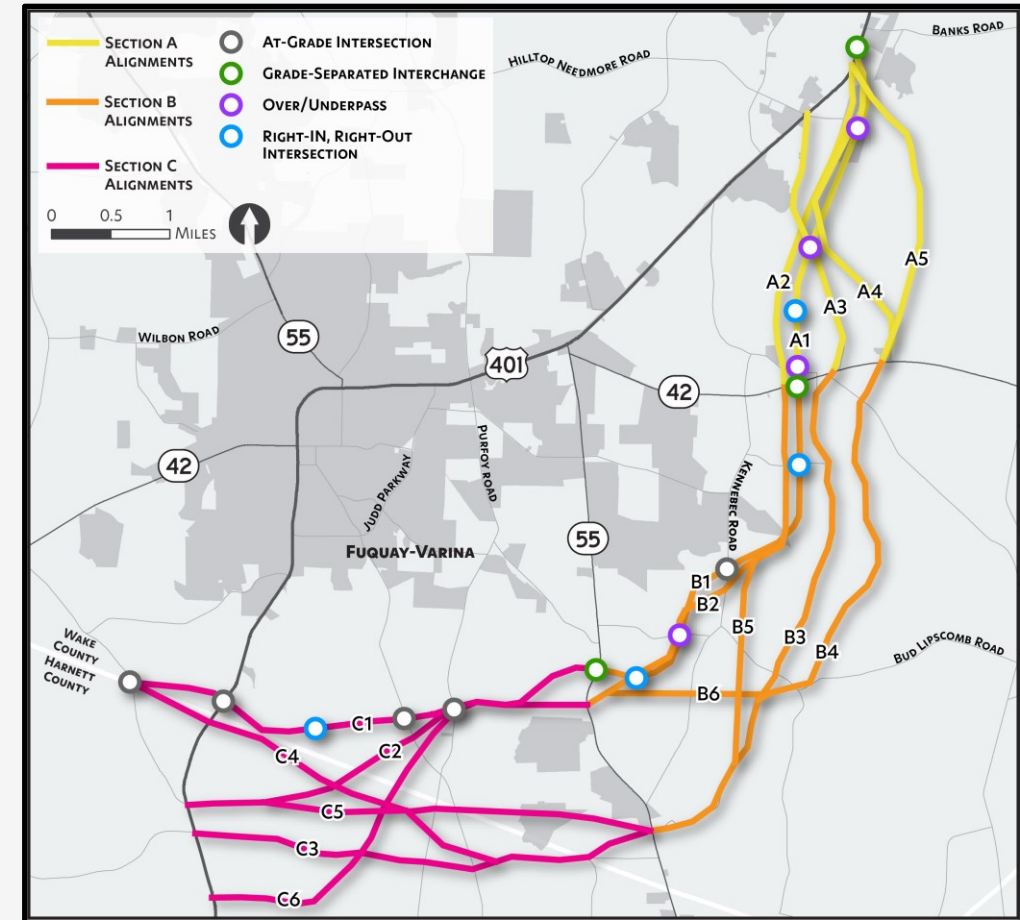 Section A
Alignments
Section B
Alignments
Section C
Alignments
0 0.5 1
Miles
At-Grade Intersection
Grade-Separated Interchange
Over/Underpass
Right-In, Right-Out
Intersection
Banks Road
Hilltop Needmore Road
A5
A2
A4
A3
Wilbon Road
55
A1
401
42
42
Purfoy Road
Judd Parkway
Kennebec Road
55
Fuquay-Varina
B1
B2
B5
B3
B4
Bud Lipscomb Road
Wake
County
Harnett
County
B6
C1
C2
C4
C5
C3
C6